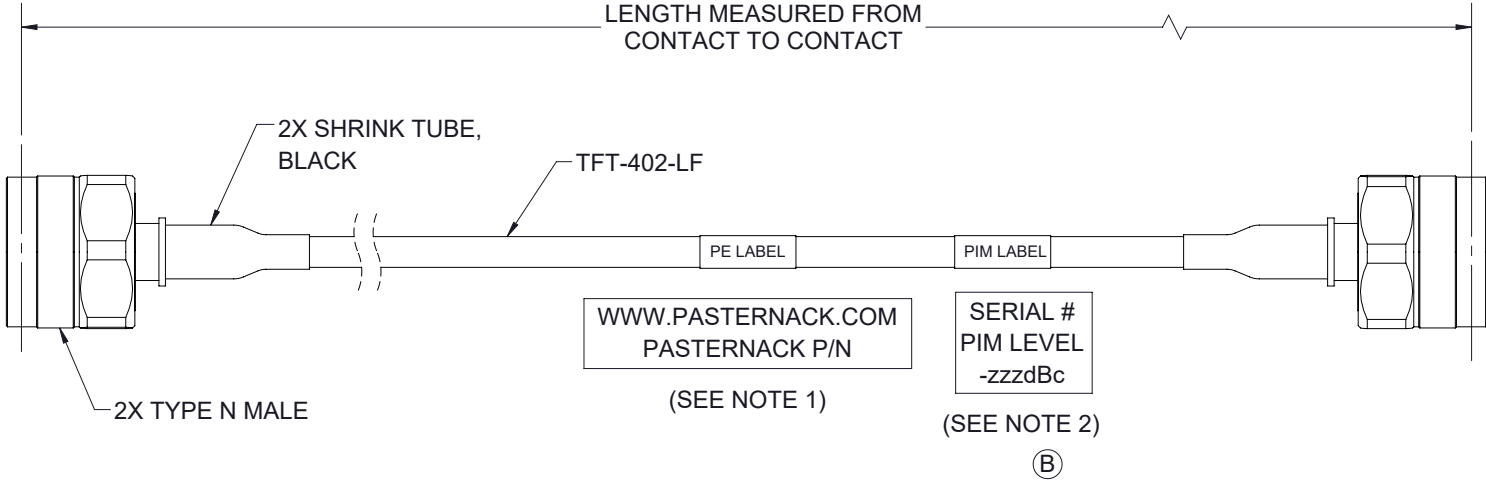 LENGTH MEASURED FROM
CONTACT TO CONTACT
2X SHRINK TUBE,
BLACK
TFT-402-LF
PE LABEL
PIM LABEL
WWW.PASTERNACK.COM
PASTERNACK P/N
(SEE NOTE 1)
SERIAL #
PIM LEVEL
-zzzdBc
(SEE NOTE 2)
B
2X TYPE N MALE